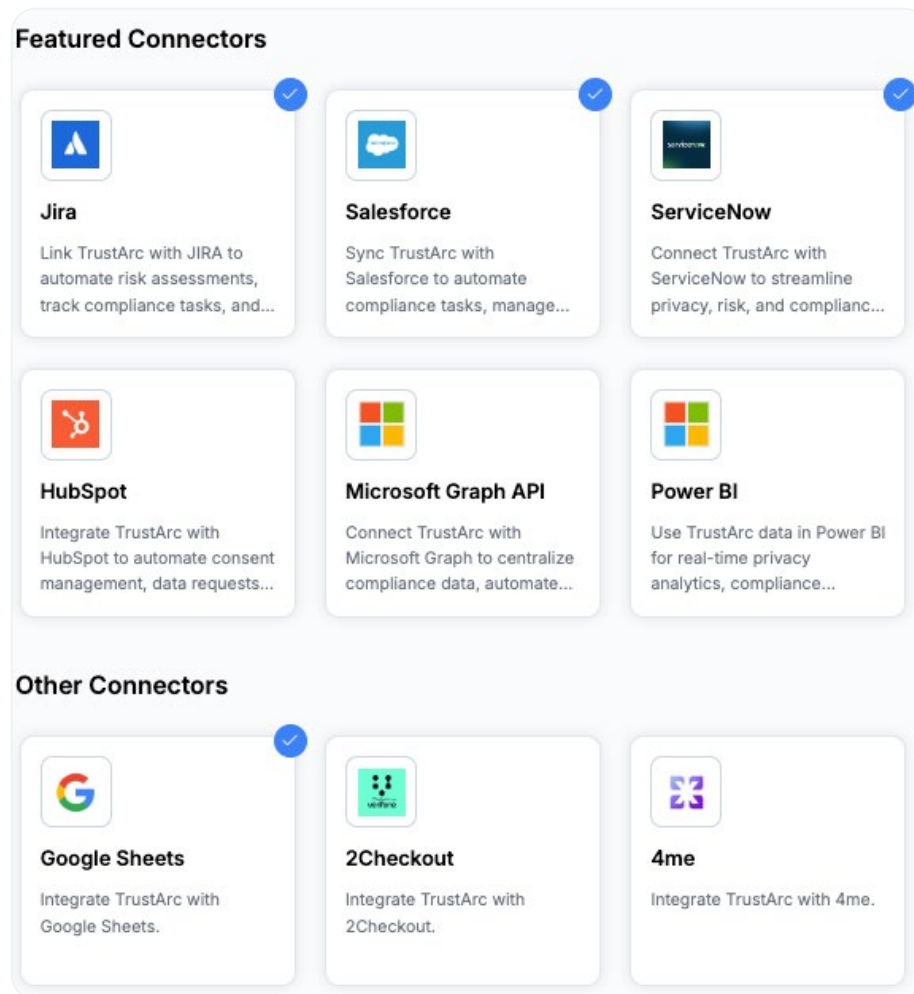 Featured Connectors
Jira
Link TrustArc with JIRA to
automate risk assessments,
track compliance tasks, and...
Salesforce
Sync TrustArc with
Salesforce to automate
compliance tasks, manage...
servicenow
ServiceNow
Connect TrustArc with
ServiceNow to streamline
privacy, risk, and complianc...
HubSpot
Integrate TrustArc with
HubSpot to automate consent
management, data requests...
Microsoft Graph API
Connect TrustArc with
Microsoft Graph to centralize
compliance data, automate...
Power BI
Use TrustArc data in Power BI
for real-time privacy
analytics, compliance...
Other Connectors
Google Sheets
Integrate TrustArc with
Google Sheets.
verifone
2Checkout
Integrate TrustArc with
2Checkout.
4me
Integrate TrustArc with 4me.